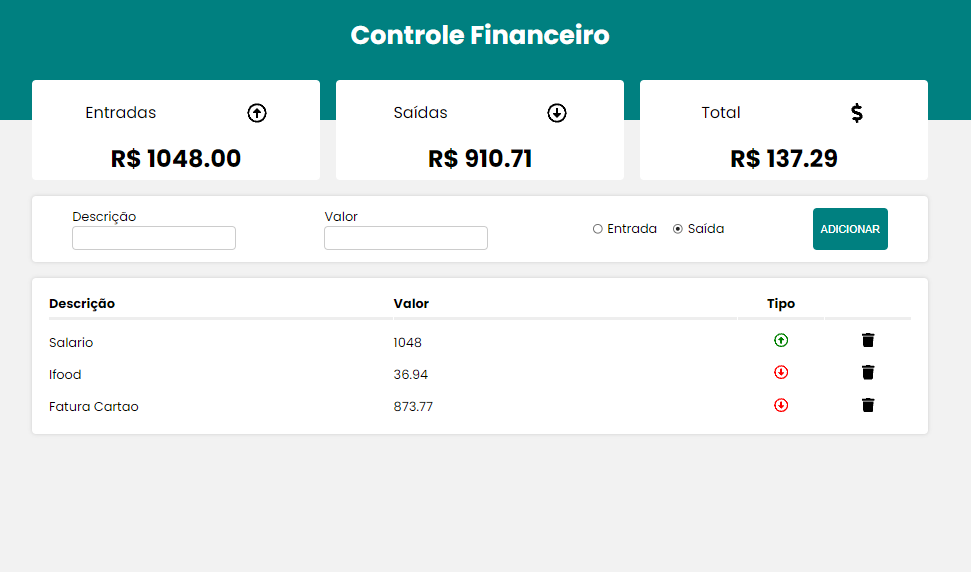 Controle Financeiro
Entradas
R$ 1048.00
Saídas
R$ 910.71
Total
R$ 137.29
Descrição
Valor
Entrada Saída
ADICIONAR
Descrição Valor Tipo
Salario 1048
Ifood 36.94
Fatura Cartao 873.77